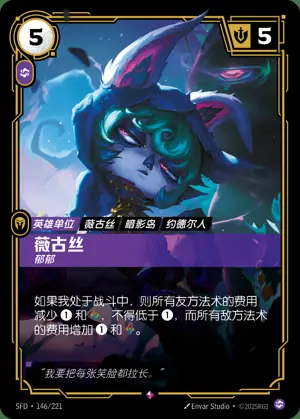 5
5
英雄单位 薇古丝 暗影岛 约德尔人
薇古丝
郁郁
如果我处于战斗中，则所有友方法术的费用
减少 1 和，不得低于 1，而所有敌方法术
的费用增加 1 和。
"我要把每张笑脸都拉长。"
SFD · 146/221
Envar Studio · ©2025RGI